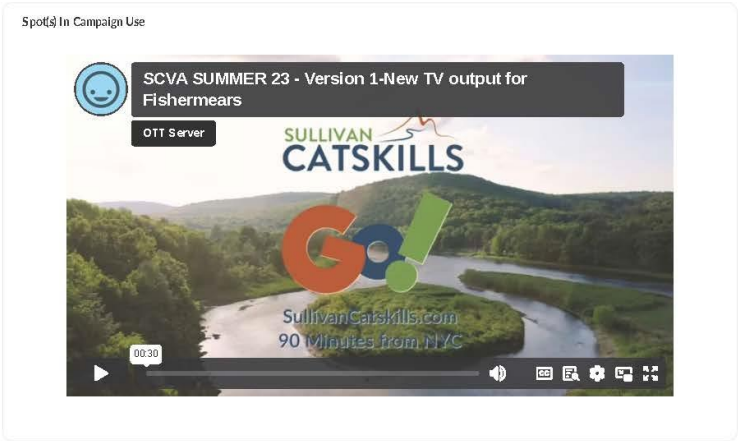 Spot(s) In Campaign Use
SCVA SUMMER 23 - Version 1-New TV output for
Fishermears
OTT Server
SULLIVAN
CATSKILLS
GO!
SullivanCatskills.com
90 Minutes from NYC
00:30
CC